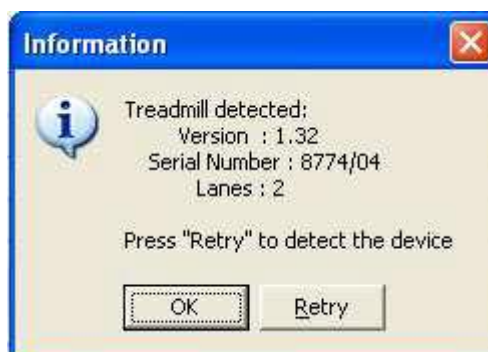 Information
Treadmill detected:
Version : 1.32
Serial Number : 8774/04
Lanes : 2
Press "Retry" to detect the device
OK
Retry